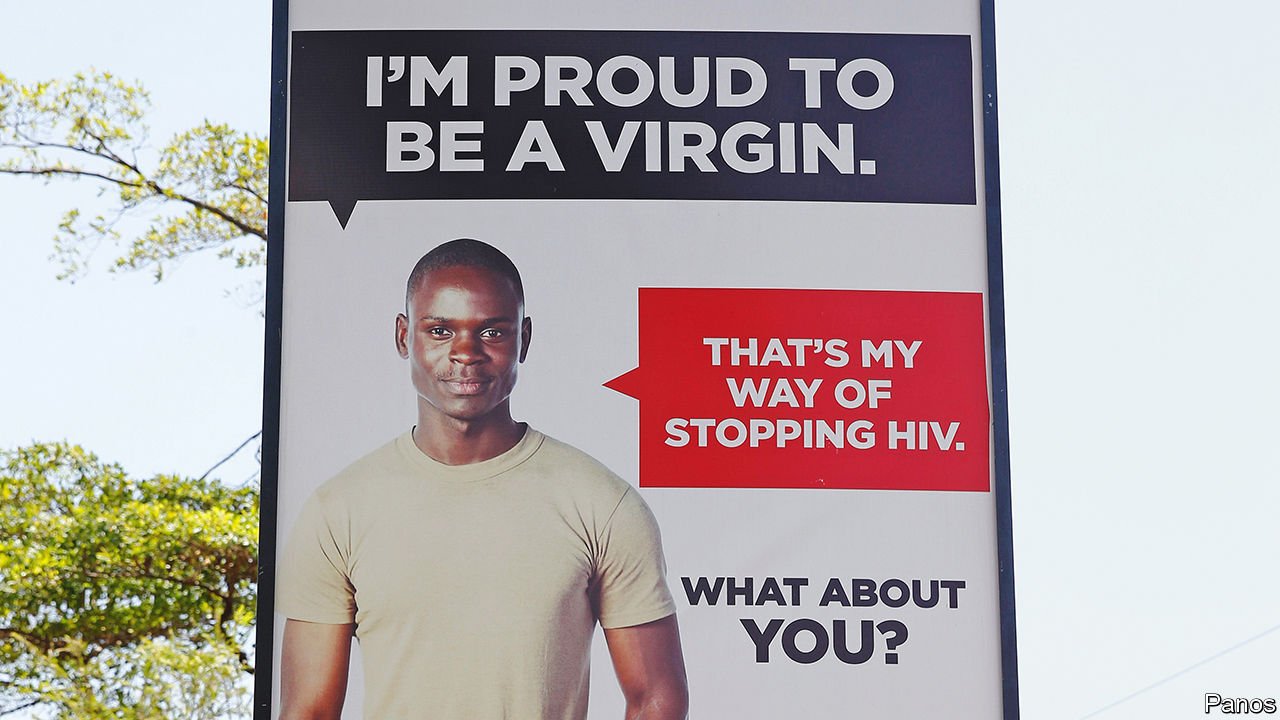 I'M PROUD TO
BE A VIRGIN.
THAT'S MY
WAY OF
STOPPING HIV.
WHAT ABOUT
YOU?
Panos